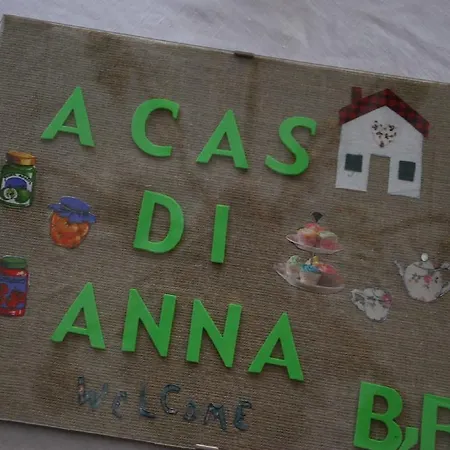 A CAS
DI
ANNA
WELCOME
B,